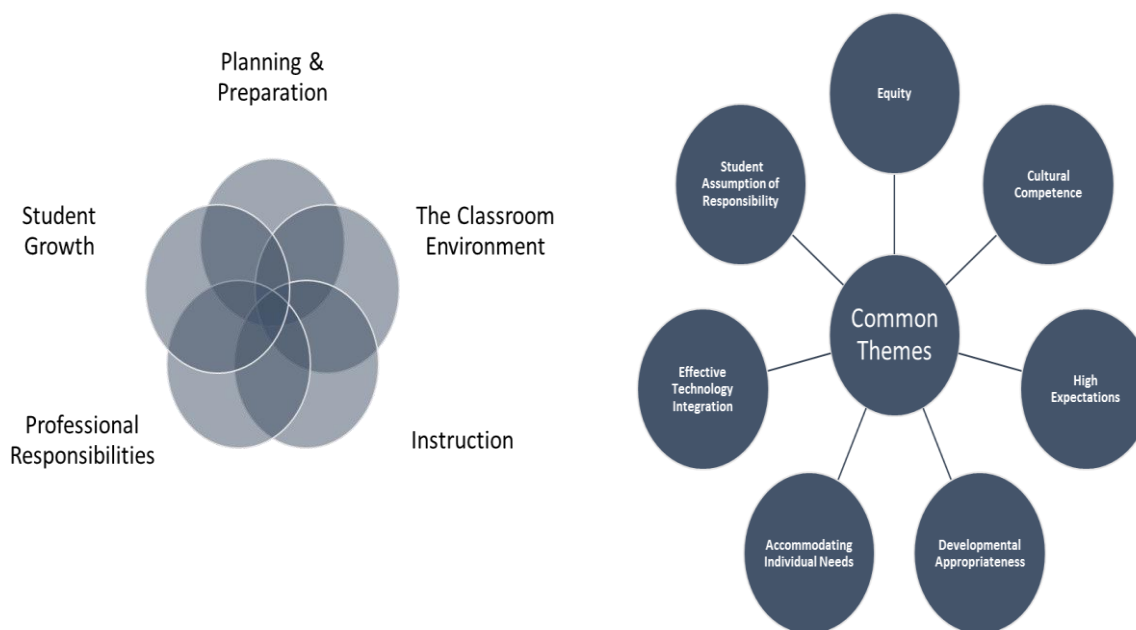 Planning &
Preparation
Student
Growth
The Classroom
Environment
Professional
Responsibilities
Instruction
Equity
Student
Assumption of
Responsibility
Cultural
Competence
Common
Themes
Effective
Technology
Integration
High
Expectations
Accommodating
Individual Needs
Developmental
Appropriateness